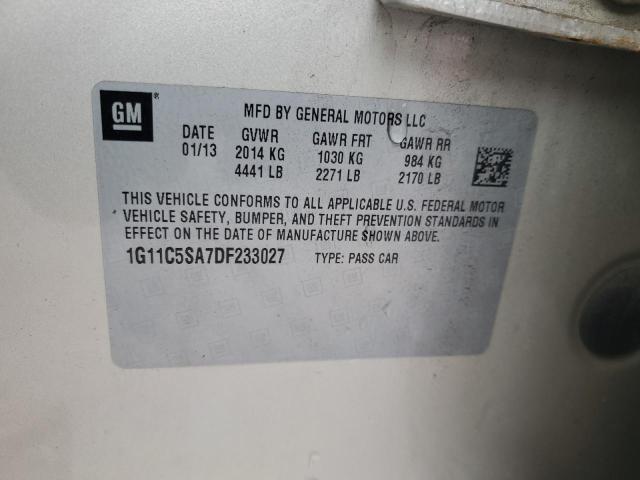 GM ® MFD BY GENERAL MOTORS LLC
DATE GVWR GAWR FRT GAWR RR
01/13 2014 KG 1030 KG 984 KG
4441 LB 2271 LB 2170 LB
THIS VEHICLE CONFORMS TO ALL APPLICABLE U.S. FEDERAL MOTOR
VEHICLE SAFETY, BUMPER, AND THEFT PREVENTION STANDARDS IN
EFFECT ON THE DATE OF MANUFACTURE SHOWN ABOVE.
1G11C5SA7DF233027 TYPE: PASS CAR